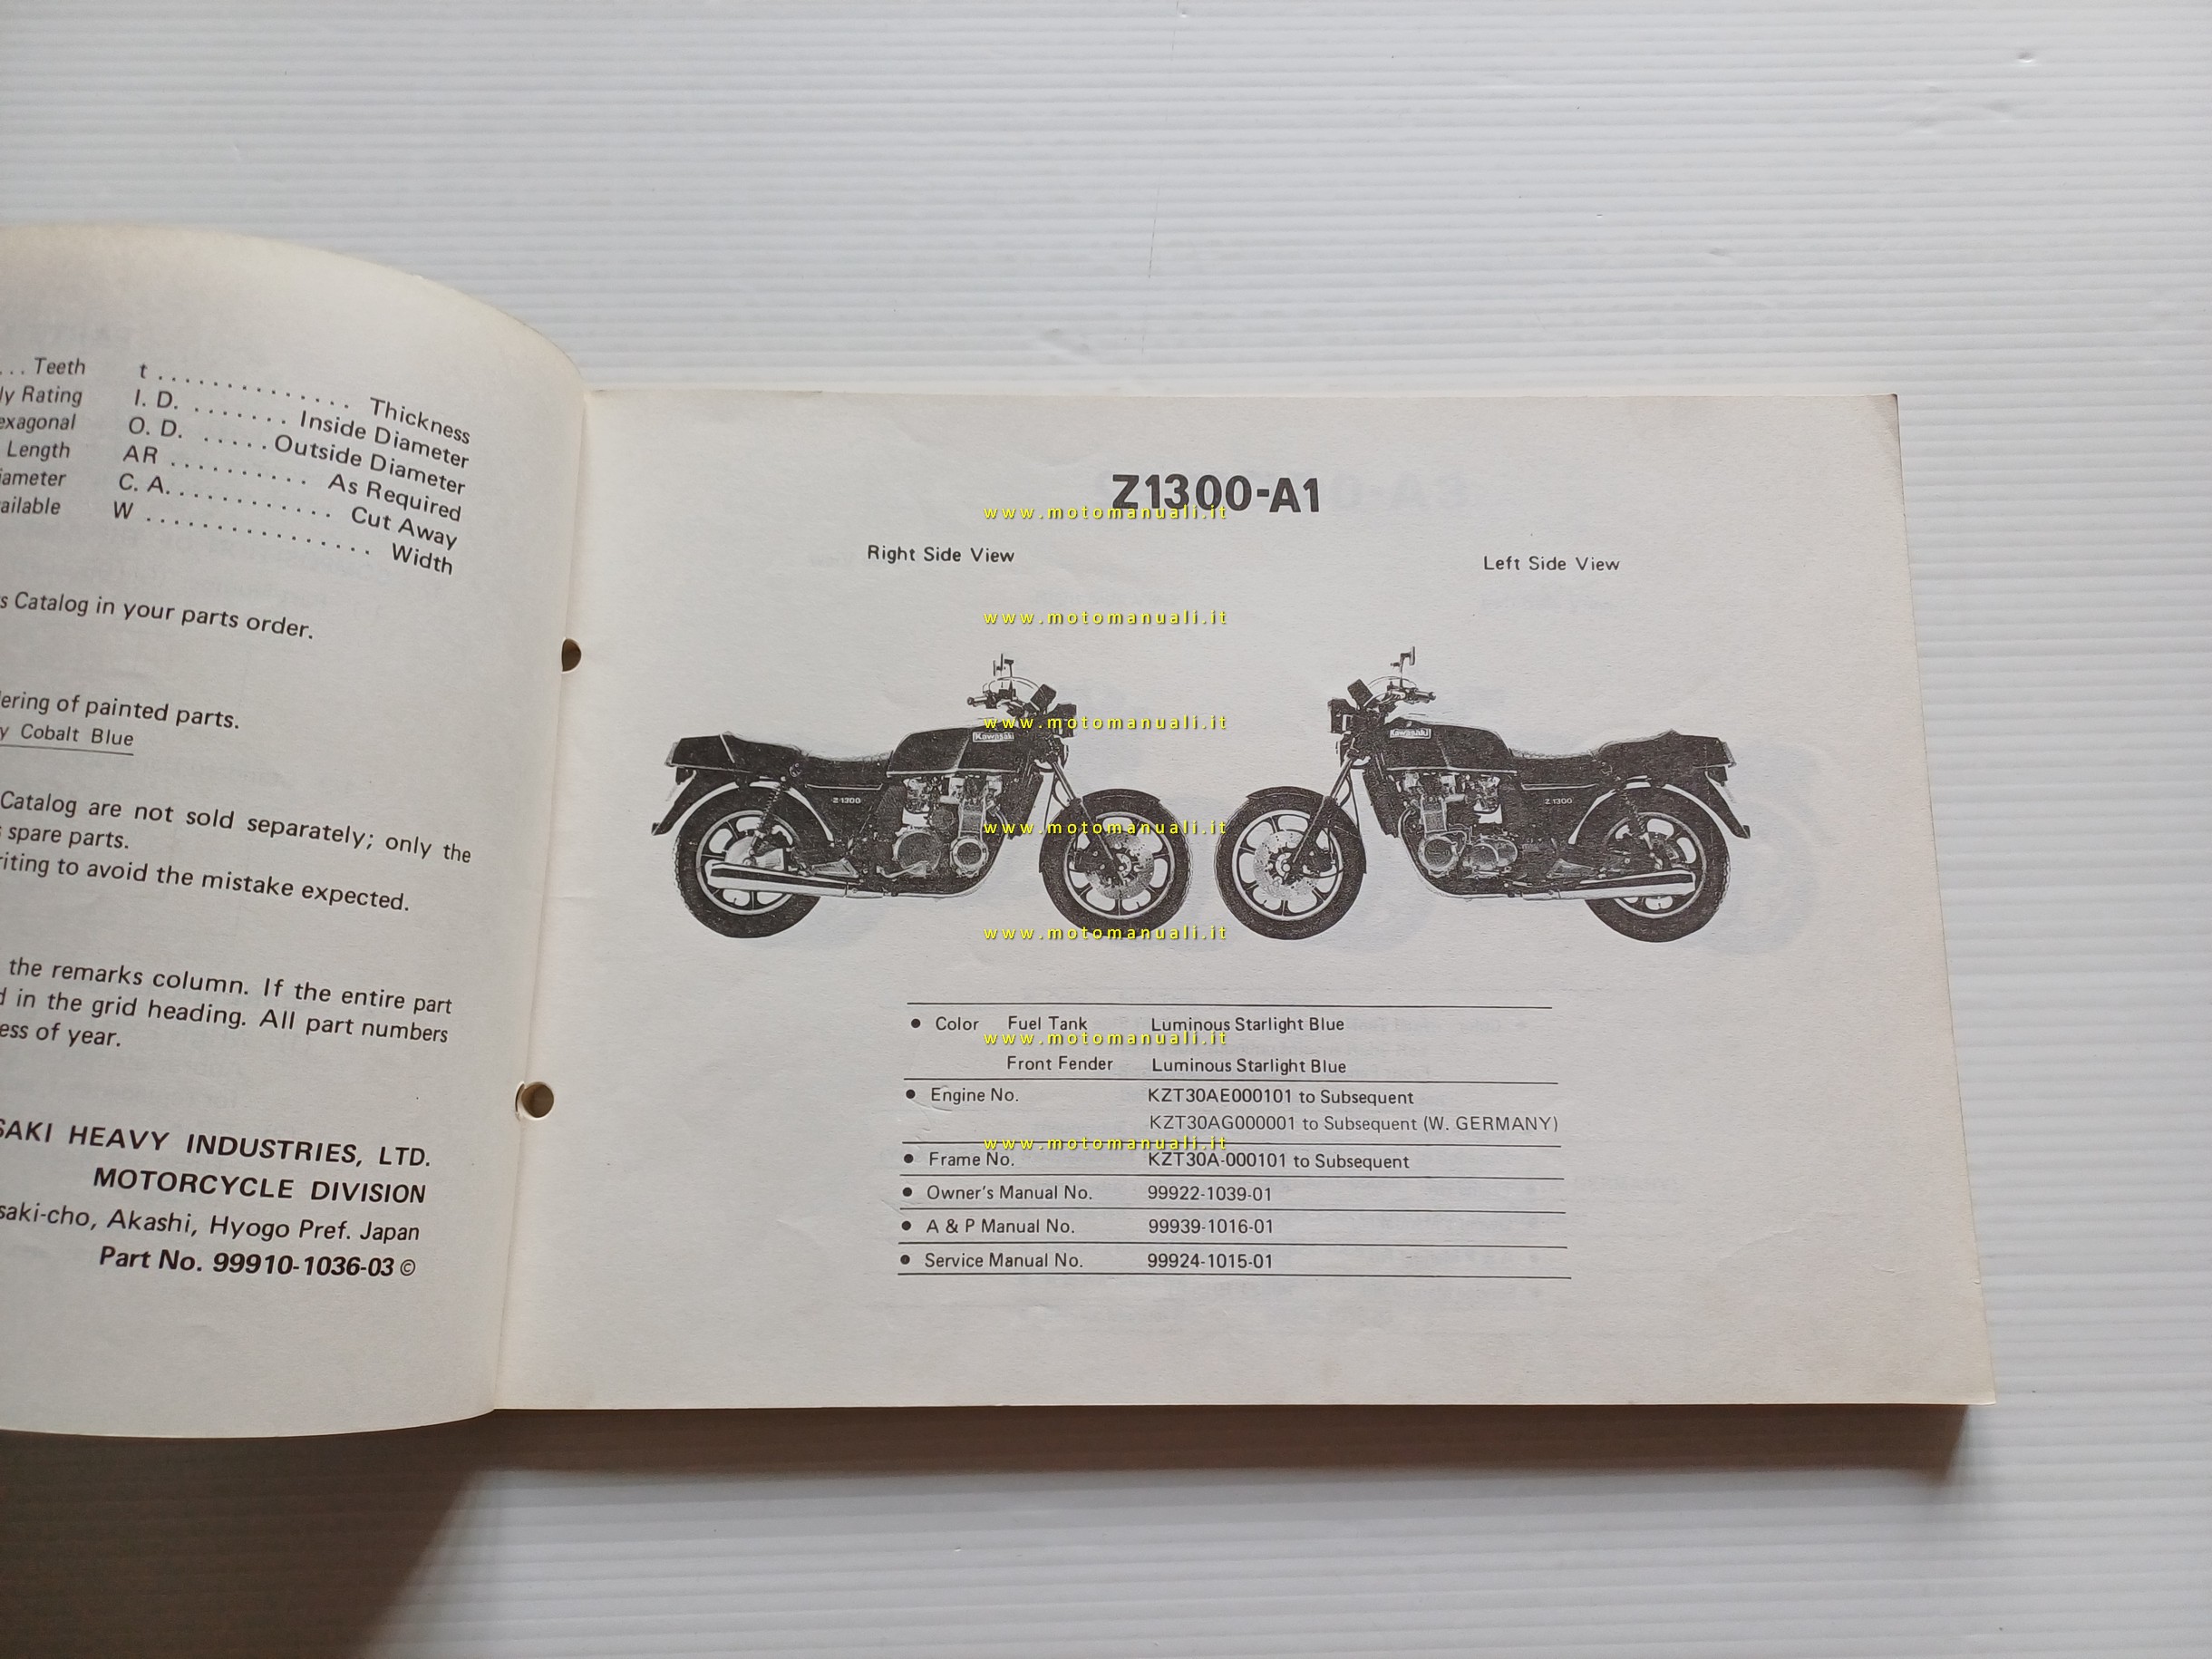 ... Teeth
ly Rating
exagonal
Length
iameter
ailable
t .............. Thickness
I. D. ....... Inside Diameter
O. D. ..... Outside Diameter
AR .......... As Required
C. A. ........... Cut Away
W ............... Width
s Catalog in your parts order.
ering of painted parts.
y Cobalt Blue
Catalog are not sold separately; only the
s spare parts.
riting to avoid the mistake expected.
the remarks column. If the entire part
d in the grid heading. All part numbers
ess of year.
SAKI HEAVY INDUSTRIES, LTD.
MOTORCYCLE DIVISION
saki-cho, Akashi, Hyogo Pref. Japan
Part No. 99910-1036-03 ©
Z1300-A1
www.motomanuali.it
Right Side View
Left Side View
www.motomanuali.it
www.motomanuali.it
Kawasaki
Kawasaki
Z1300
Z1300
www.motomanuali.it
www.motomanuali.it
● Color Fuel Tank Luminous Starlight Blue
www.motomanuali.it
Front Fender Luminous Starlight Blue
● Engine No. KZT30AE000101 to Subsequent
KZT30AG000001 to Subsequent (W. GERMANY)
www.motomanuali.it
● Frame No. KZT30A-000101 to Subsequent
● Owner's Manual No. 99922-1039-01
● A & P Manual No. 99939-1016-01
● Service Manual No. 99924-1015-01